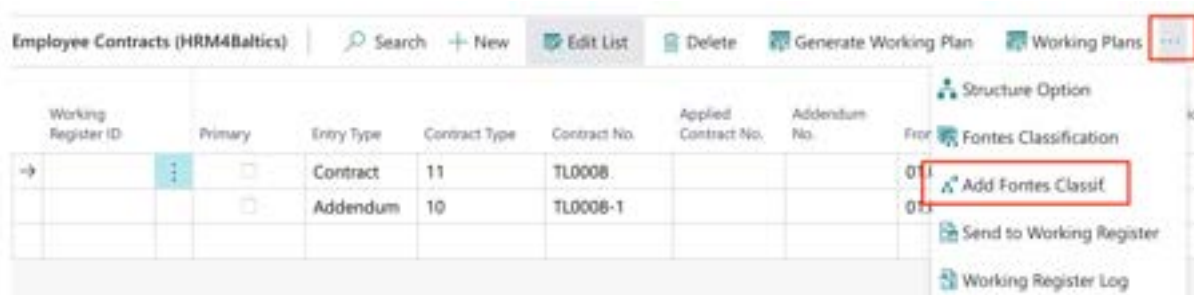 Employee Contracts (HRM4Baltics) Search + New Edit List Delete Generate Working Plan Working Plans ...
Structure Option
Working Register ID Primary Entry Type Contract Type Contract No. Applied Contract No. Addendum No.
Fontes Classification
Contract 11 TL0008
Add Fontes Classif.
Addendum 10 TL0008-1
Send to Working Register
Working Register Log